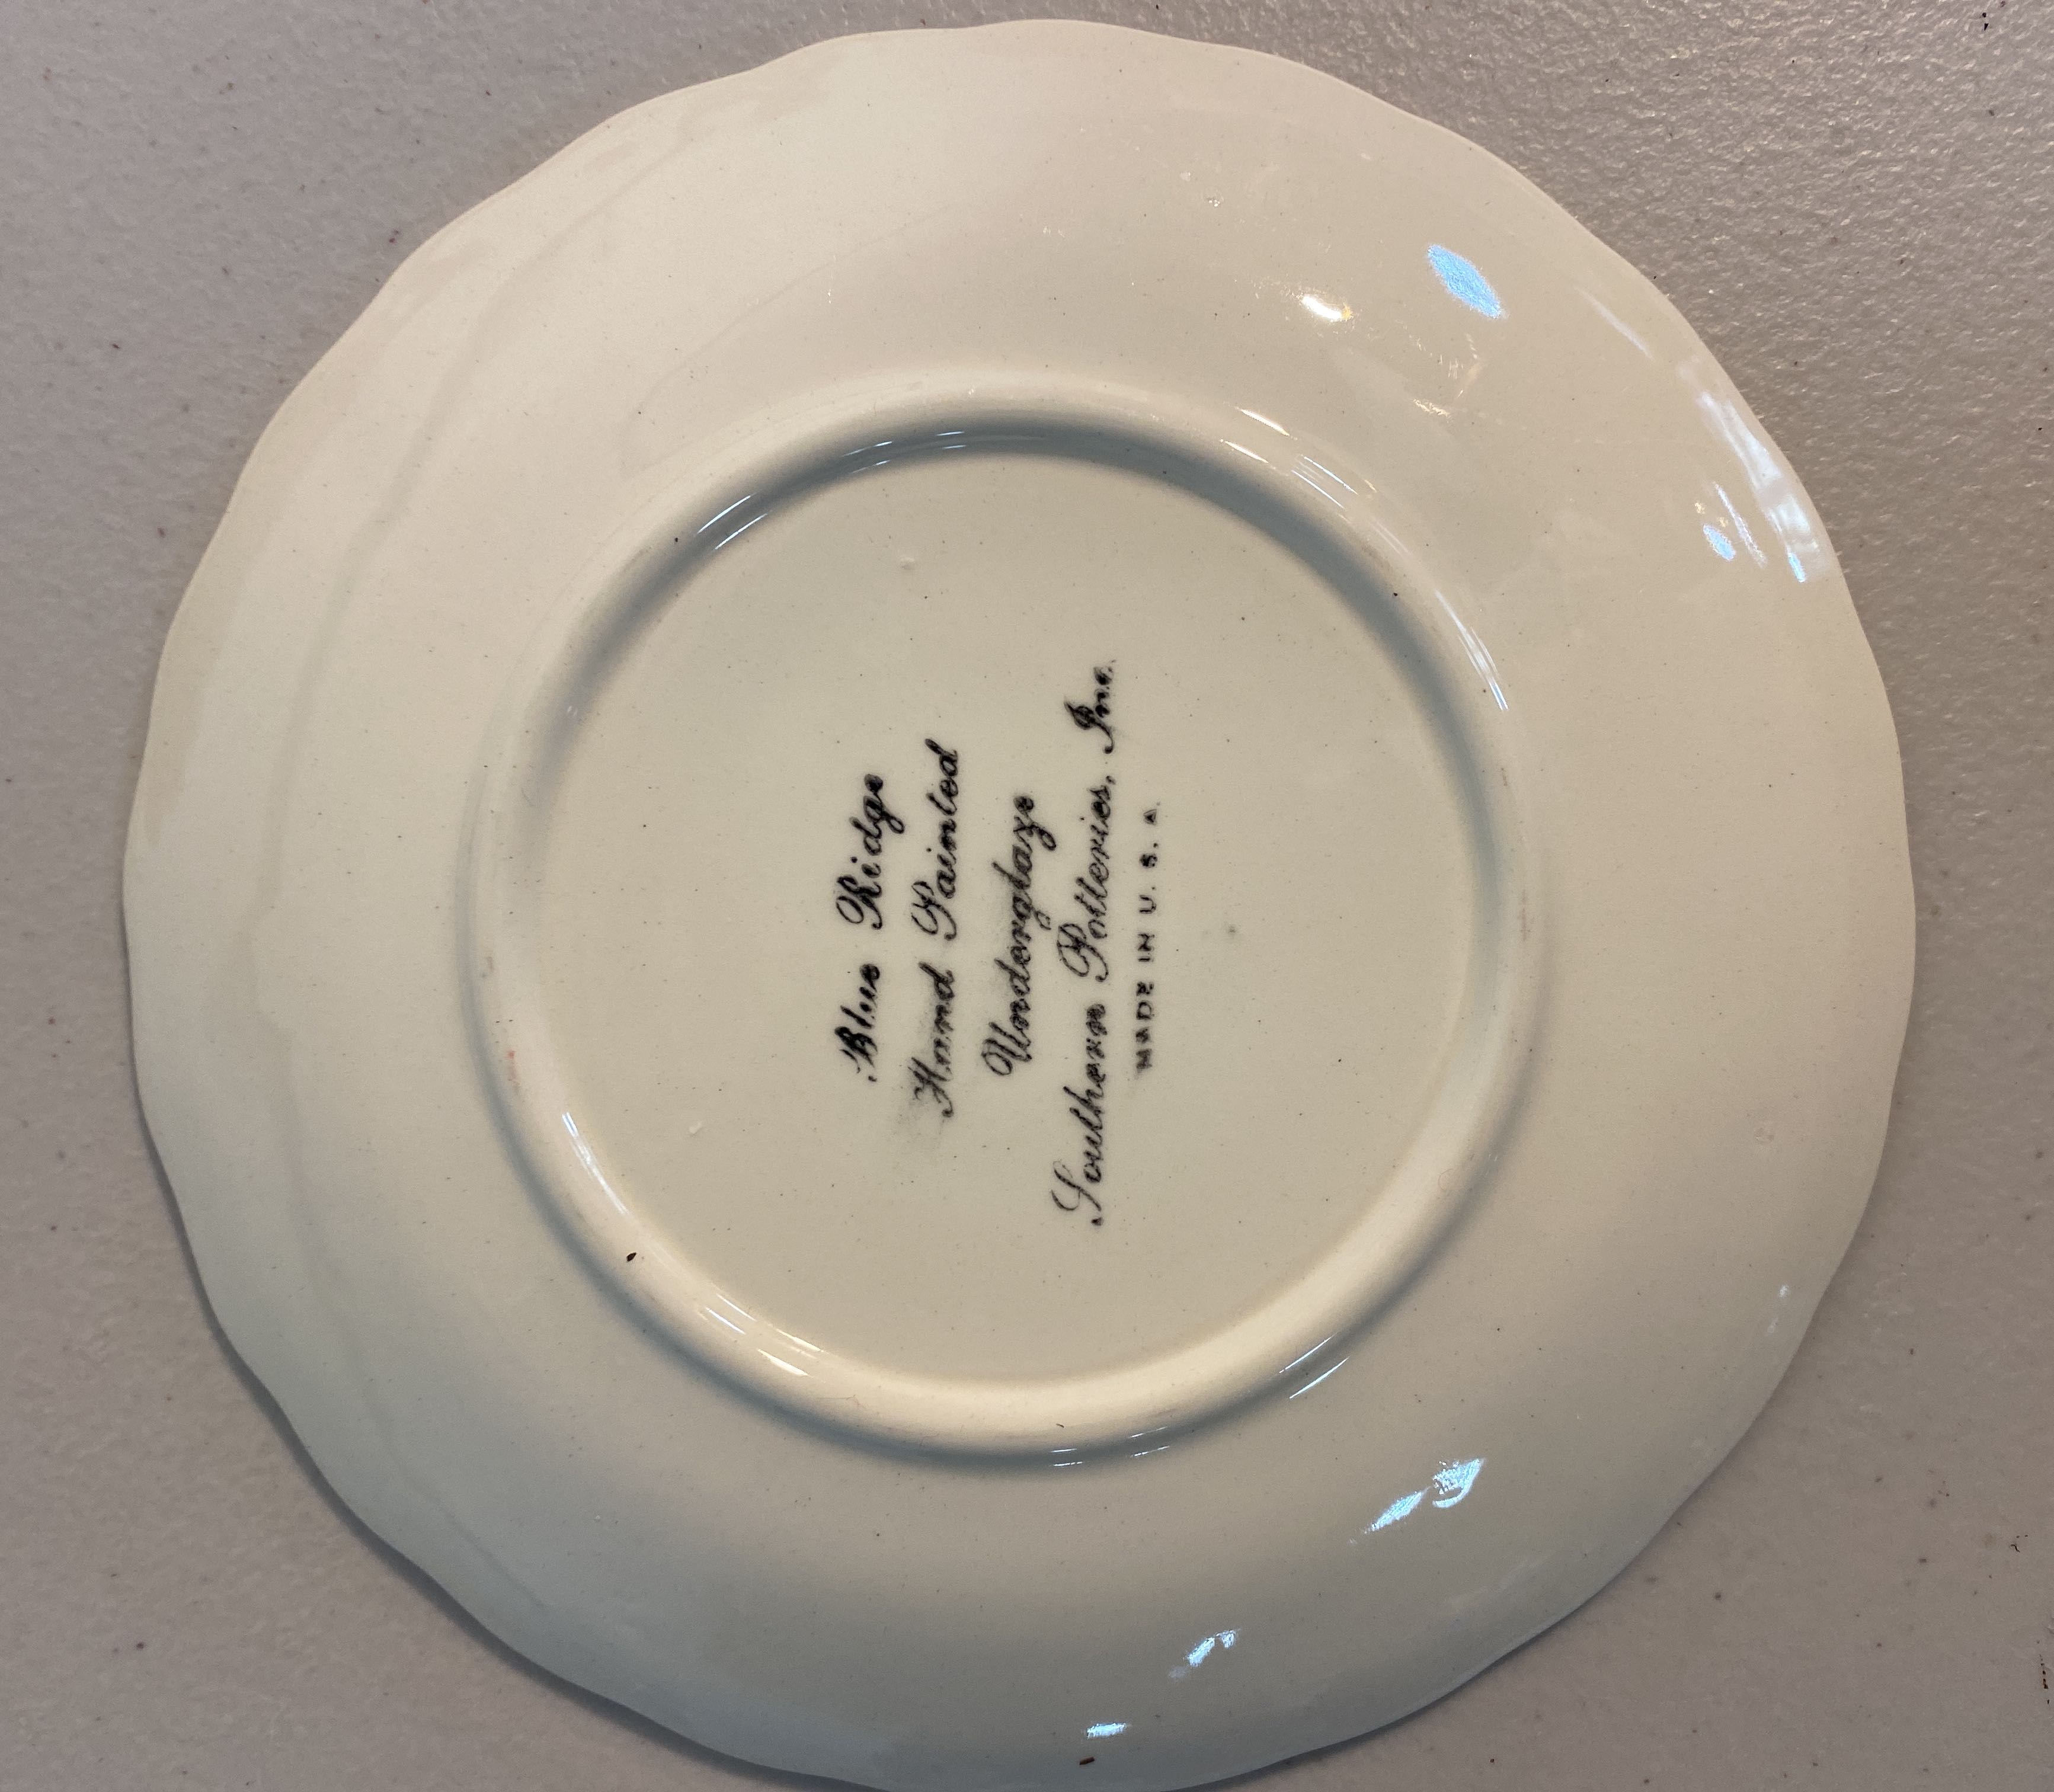 Blue Ridge
Hand Painted
Underglaze
Southern Potteries, Inc.
MADE IN U. S. A.